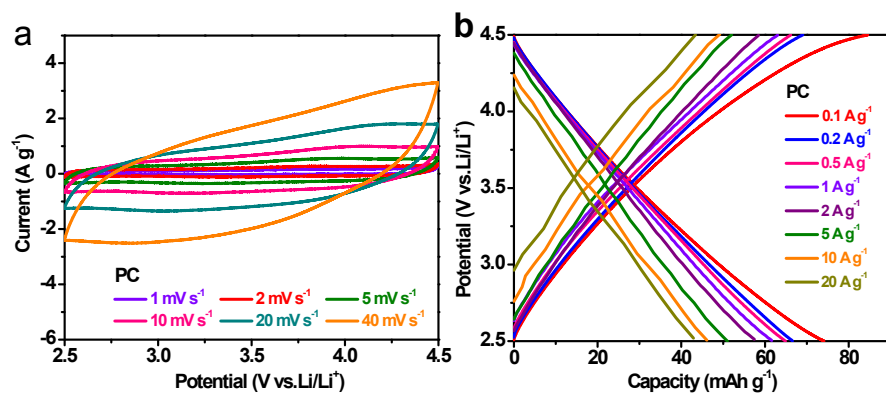 a
Current (A g⁻¹)
4
2
0
-2
-4
-6
PC
1 mV s⁻¹ 2 mV s⁻¹ 5 mV s⁻¹
10 mV s⁻¹ 20 mV s⁻¹ 40 mV s⁻¹
2.5 3.0 3.5 4.0 4.5
Potential (V vs.Li/Li⁺)
b
Potential (V vs.Li/Li⁺)
4.5
4.0
3.5
3.0
2.5
PC
0.1 Ag⁻¹
0.2 Ag⁻¹
0.5 Ag⁻¹
1 Ag⁻¹
2 Ag⁻¹
5 Ag⁻¹
10 Ag⁻¹
20 Ag⁻¹
0 20 40 60 80
Capacity (mAh g⁻¹)